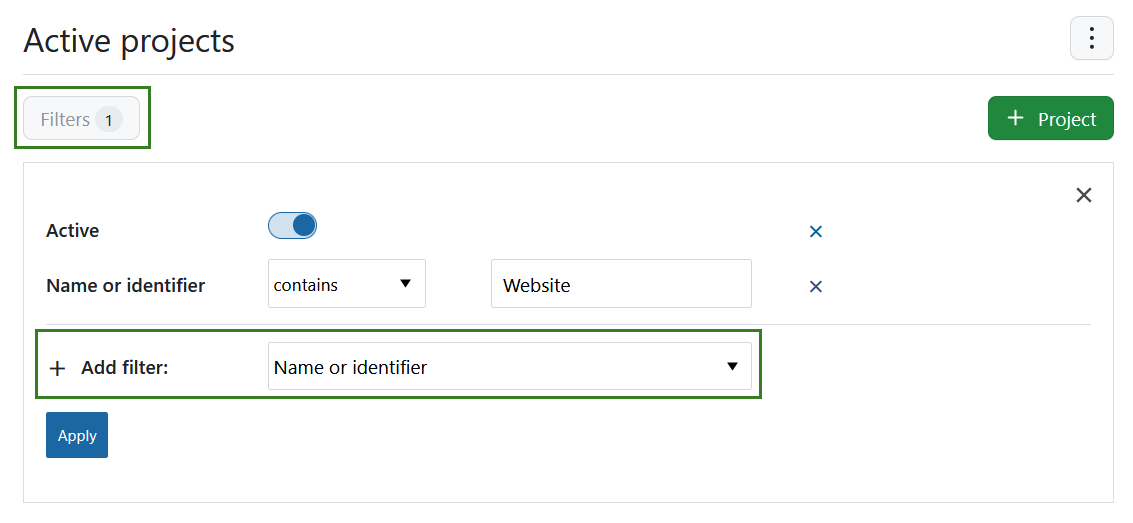 Active projects
Filters 1
+ Project
Active
Name or identifier contains Website
+ Add filter: Name or identifier
Apply